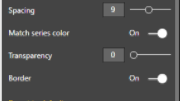 Spacing 9
Match series color On
Transparency 0
Border On